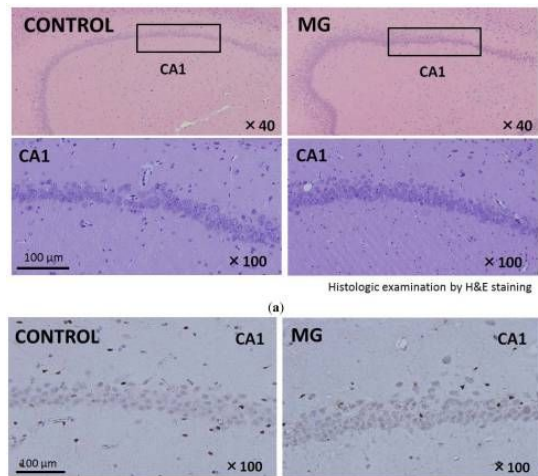 CONTROL
CA1
× 40
MG
CA1
× 40
CA1
100 µm
× 100
CA1
× 100
Histologic examination by H&E staining
(a)
CONTROL
CA1
100 µm
×100
MG
CA1
×100